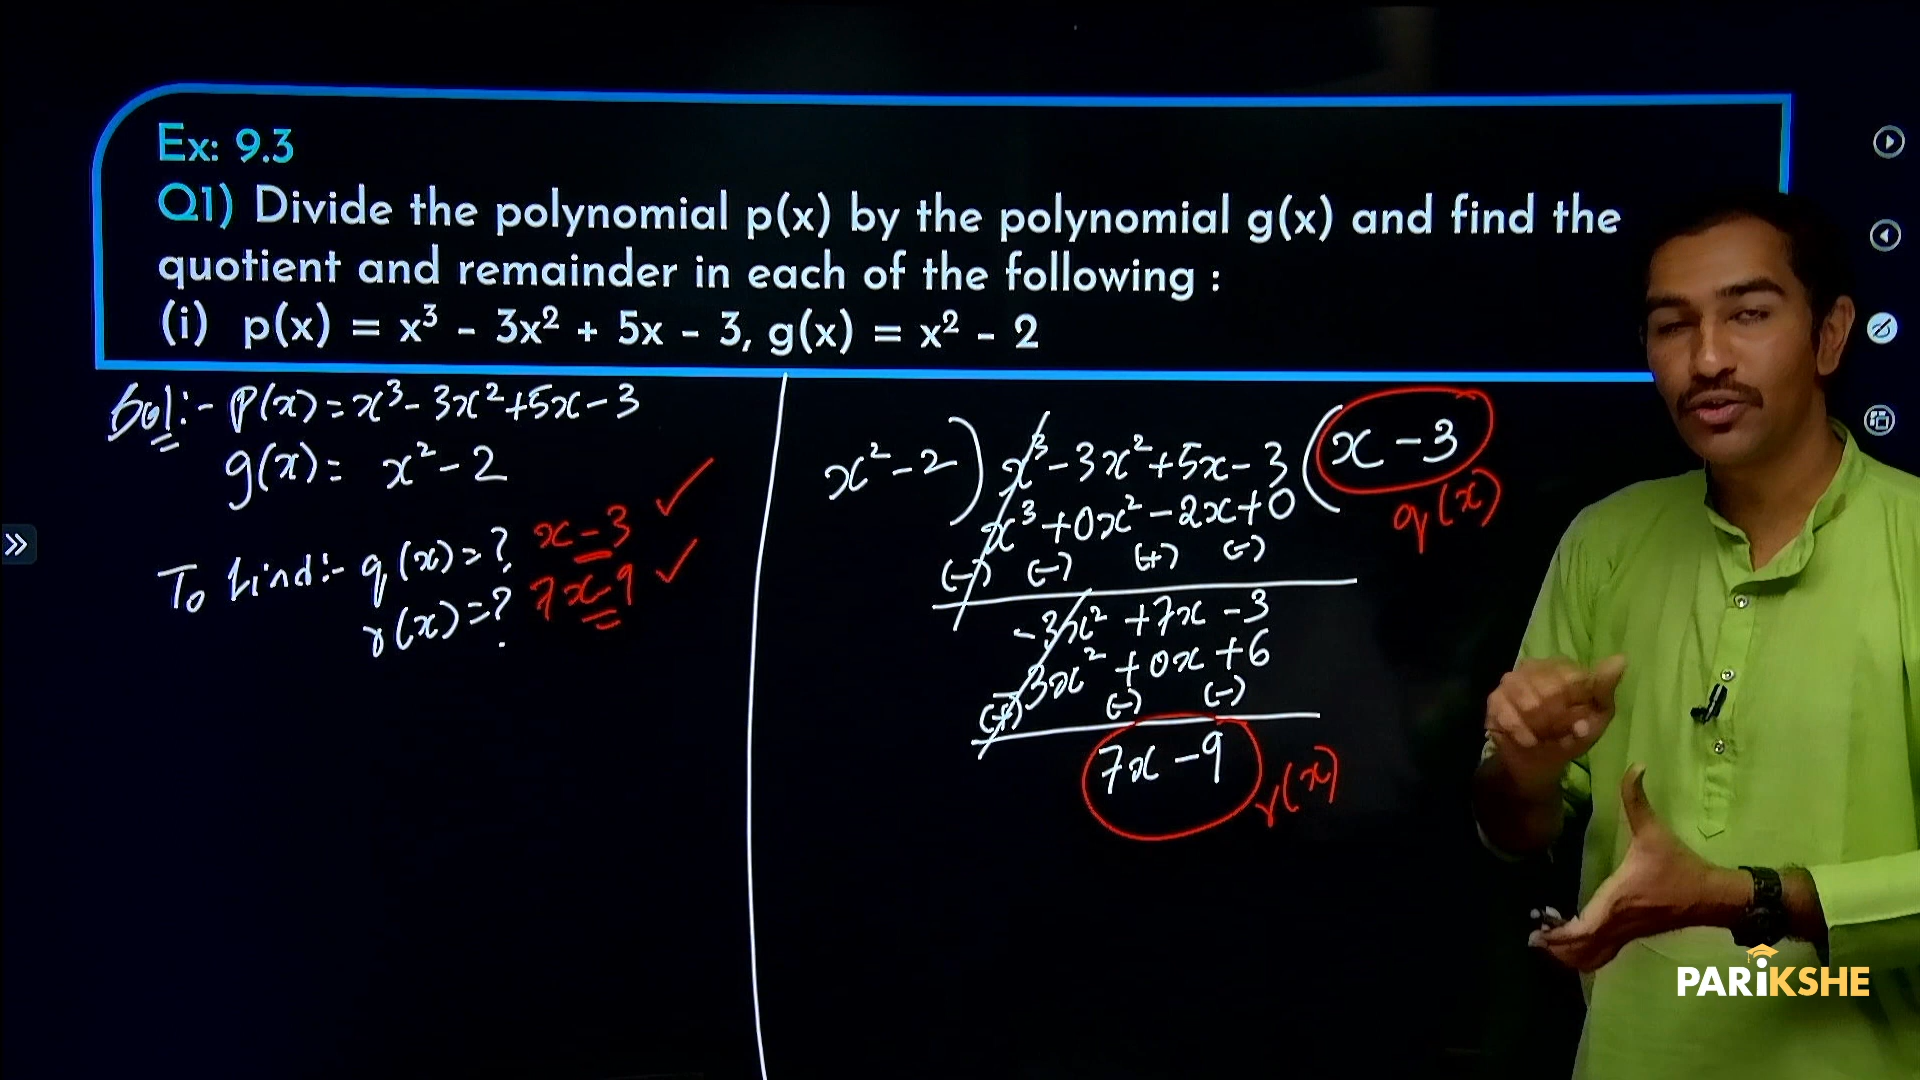 Ex: 9.3
Q1) Divide the polynomial p(x) by the polynomial g(x) and find the
quotient and remainder in each of the following :
(i) p(x) = x³ - 3x² + 5x - 3, g(x) = x² - 2
Sol:- P(x)=x³-3x²+5x-3
g(x)= x²-2
To find:- q(x)=? x-3 ✓
r(x)=? 7x-9 ✓
x²-2) x³-3x²+5x-3 (x-3
q(x)
x³+0x²-2x+0
(-) (-) (+) (-)
-3x²+7x-3
-3x²+0x+6
(+) (-) (-)
7x-9
r(x)
PARiKSHE